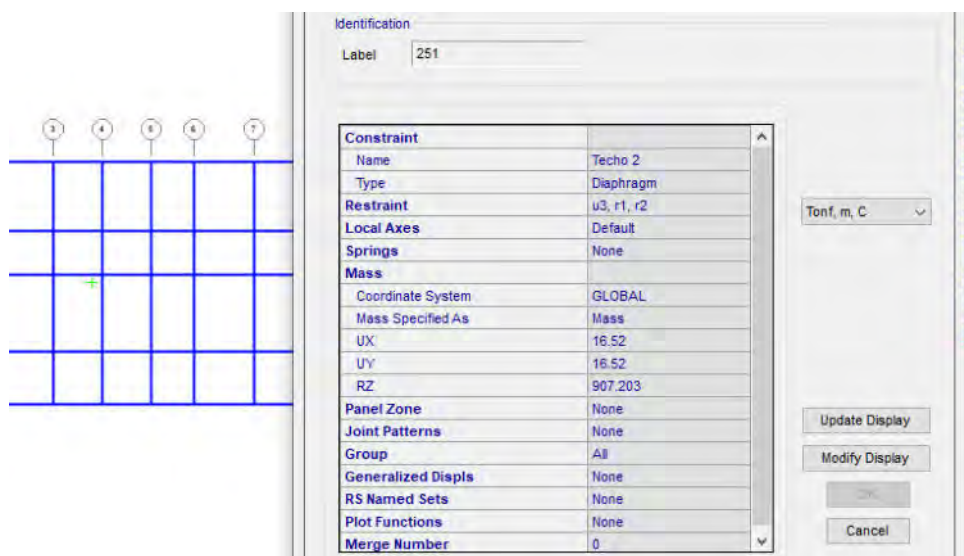 Identification
Label 251
3 4 5 6 7
Constraint
Name Techo 2
Type Diaphragm
Restraint u3, r1, r2
Local Axes Default
Springs None
Mass
Coordinate System GLOBAL
Mass Specified As Mass
UX 16.52
UY 16.52
RZ 907.203
Panel Zone None
Joint Patterns None
Group All
Generalized Displs None
RS Named Sets None
Plot Functions None
Merge Number 0
Tonf, m, C
Update Display
Modify Display
OK
Cancel